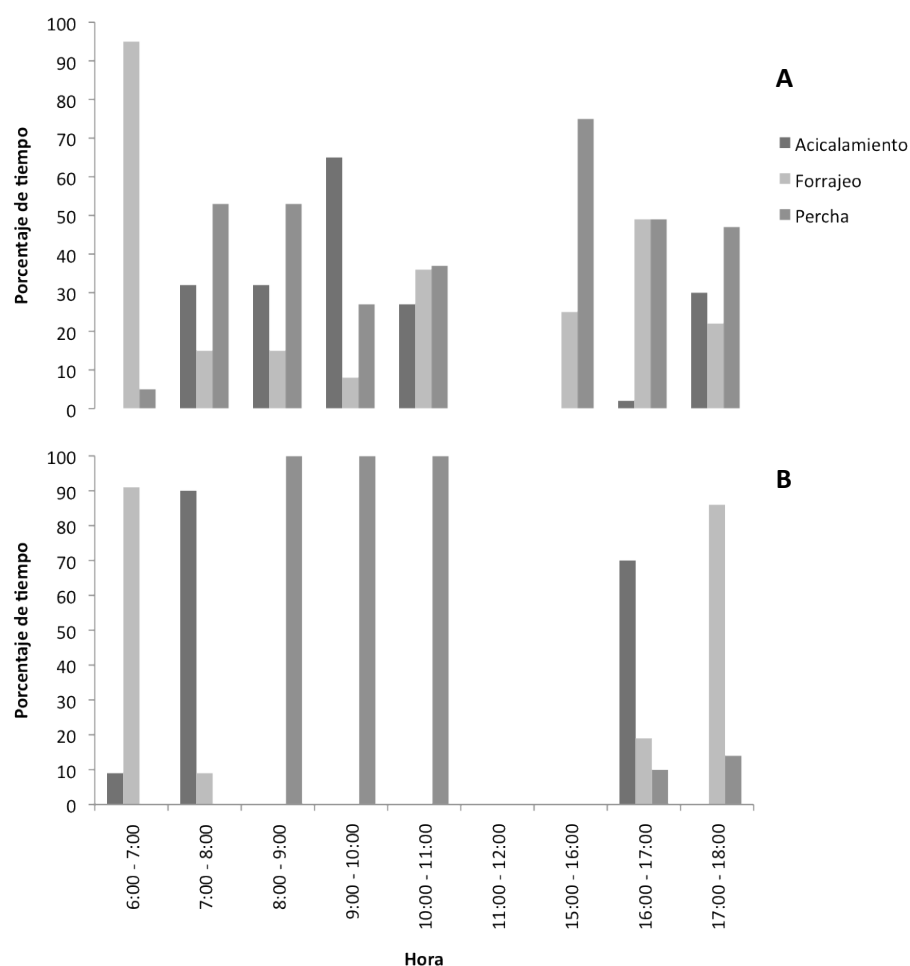 100
90
80
70
60
50
40
30
20
10
0
Porcentaje de tiempo
A
Acicalamiento
Forrajeo
Percha
100
90
80
70
60
50
40
30
20
10
0
Porcentaje de tiempo
B
6:00 - 7:00
7:00 - 8:00
8:00 - 9:00
9:00 - 10:00
10:00 - 11:00
11:00 - 12:00
15:00 - 16:00
16:00 - 17:00
17:00 - 18:00
Hora